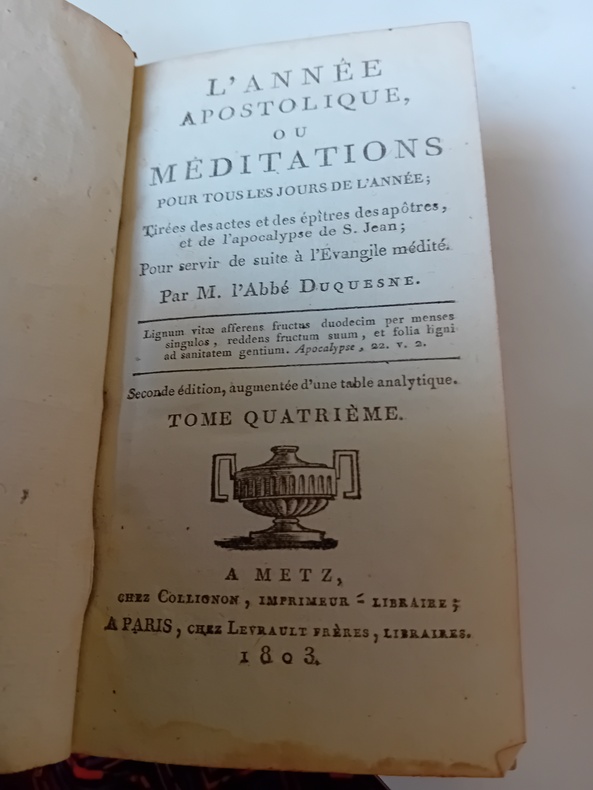 L'ANNÉE
APOSTOLIQUE,
OU
MÉDITATIONS
POUR TOUS LES JOURS DE L'ANNÉE;
Tirées des actes et des épîtres des apôtres,
et de l'apocalypse de S. Jean;
Pour servir de suite à l'Évangile médité.
Par M. l'Abbé DUQUESNE.
Lignum vitæ afferens fructus duodecim per menses
singulos, reddens fructum suum, et folia ligni
ad sanitatem gentium. Apocalypse, 22. v. 2.
Seconde édition, augmentée d'une table analytique.
TOME QUATRIÈME.
A METZ,
CHEZ COLLIGNON, IMPRIMEUR-LIBRAIRE;
A PARIS, CHEZ LEVRAULT FRÈRES, LIBRAIRES.
1803.